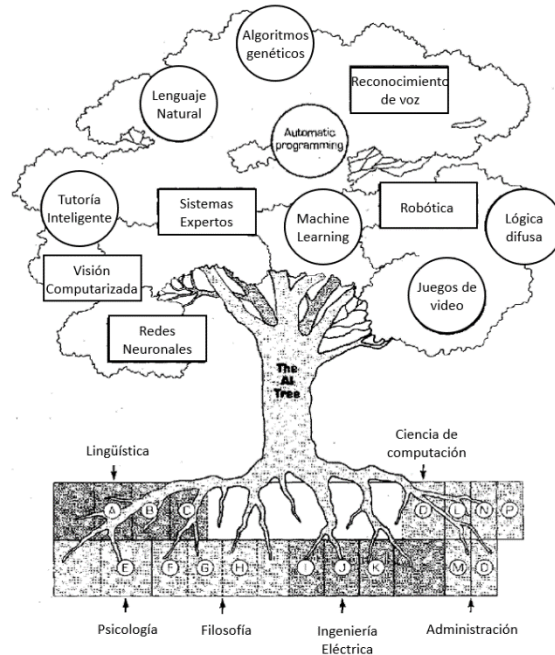 Algoritmos
genéticos
Reconocimiento
de voz
Lenguaje
Natural
Automatic
programming
Tutoría
Inteligente
Sistemas
Expertos
Machine
Learning
Robótica
Lógica
difusa
Visión
Computarizada
Juegos de
video
Redes
Neuronales
The
AI
Tree
Lingüística
Ciencia de
computación
A
B
C
D
L
N
P
E
F
G
H
I
J
K
M
O
Psicología
Filosofía
Ingeniería
Eléctrica
Administración